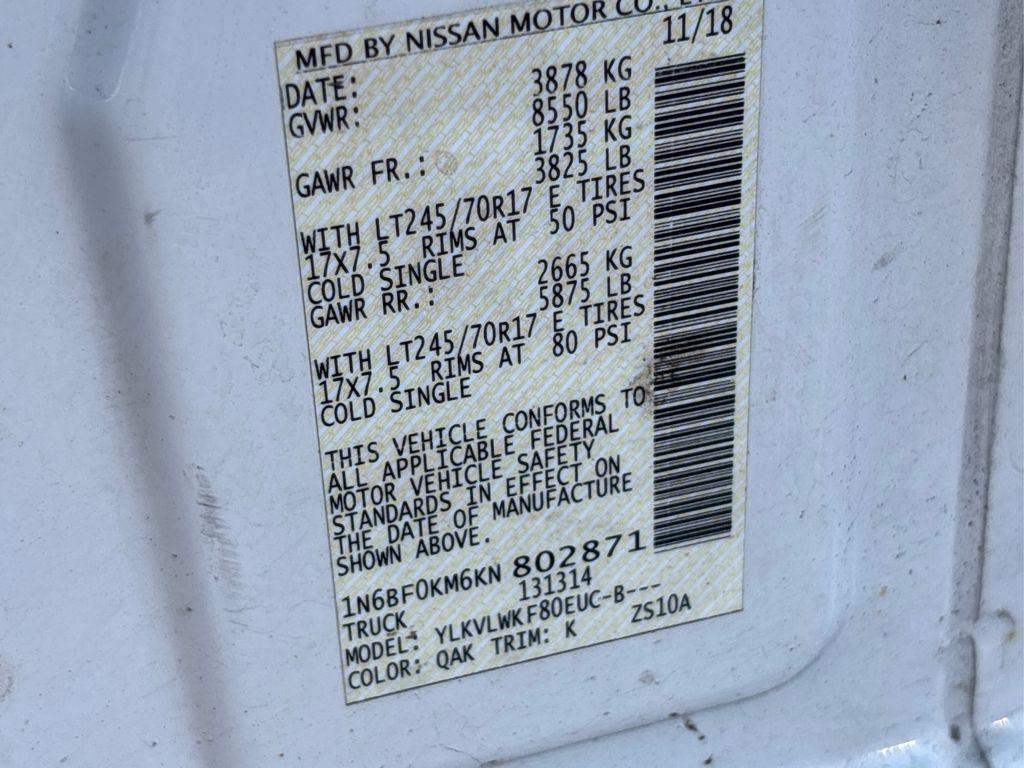 MFD BY NISSAN MOTOR CO.,
DATE: 11/18
GVWR: 3878 KG
8550 LB
GAWR FR.: 1735 KG
3825 LB
WITH LT245/70R17 E TIRES
17X7.5 RIMS AT 50 PSI
COLD SINGLE
GAWR RR.: 2665 KG
5875 LB
WITH LT245/70R17 E TIRES
17X7.5 RIMS AT 80 PSI
COLD SINGLE
THIS VEHICLE CONFORMS TO
ALL APPLICABLE FEDERAL
MOTOR VEHICLE SAFETY
STANDARDS IN EFFECT ON
THE DATE OF MANUFACTURE
SHOWN ABOVE.
1N6BF0KM6KN 802871
TRUCK 131314
MODEL: YLKVLWKF80EUC-B---
COLOR: QAK TRIM: K ZS10A